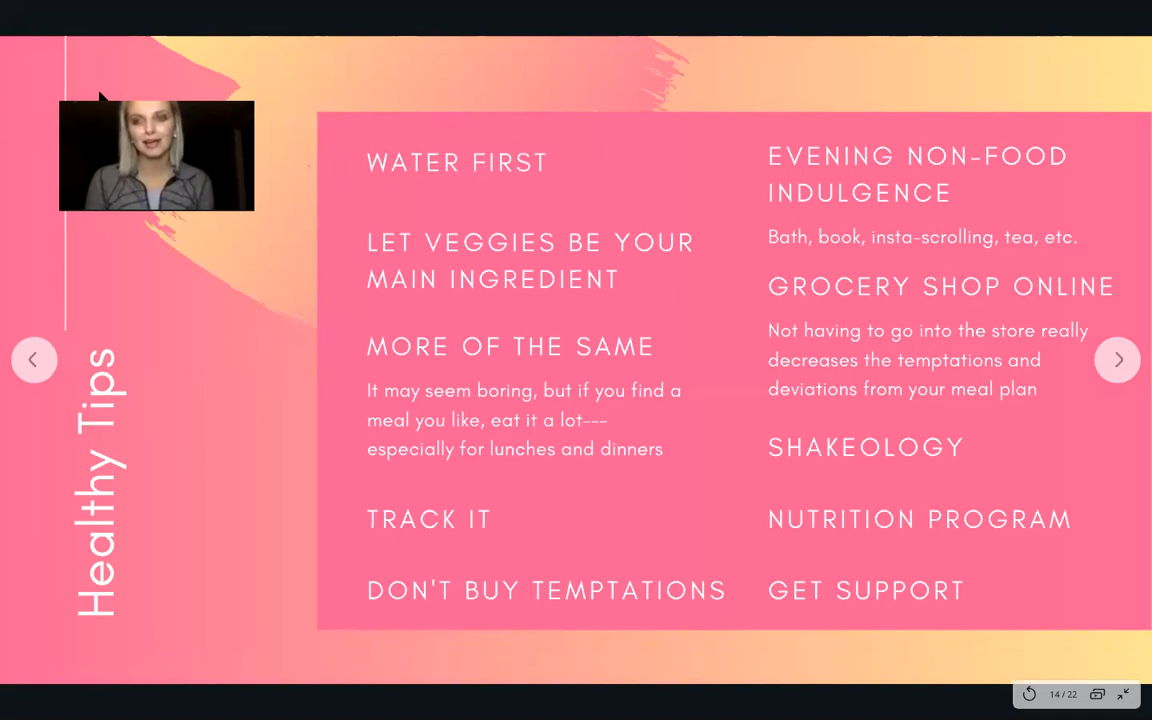 Healthy Tips
WATER FIRST
LET VEGGIES BE YOUR
MAIN INGREDIENT
MORE OF THE SAME
It may seem boring, but if you find a
meal you like, eat it a lot---
especially for lunches and dinners
TRACK IT
DON'T BUY TEMPTATIONS
EVENING NON-FOOD
INDULGENCE
Bath, book, insta-scrolling, tea, etc.
GROCERY SHOP ONLINE
Not having to go into the store really
decreases the temptations and
deviations from your meal plan
SHAKEOLOGY
NUTRITION PROGRAM
GET SUPPORT
14 / 22